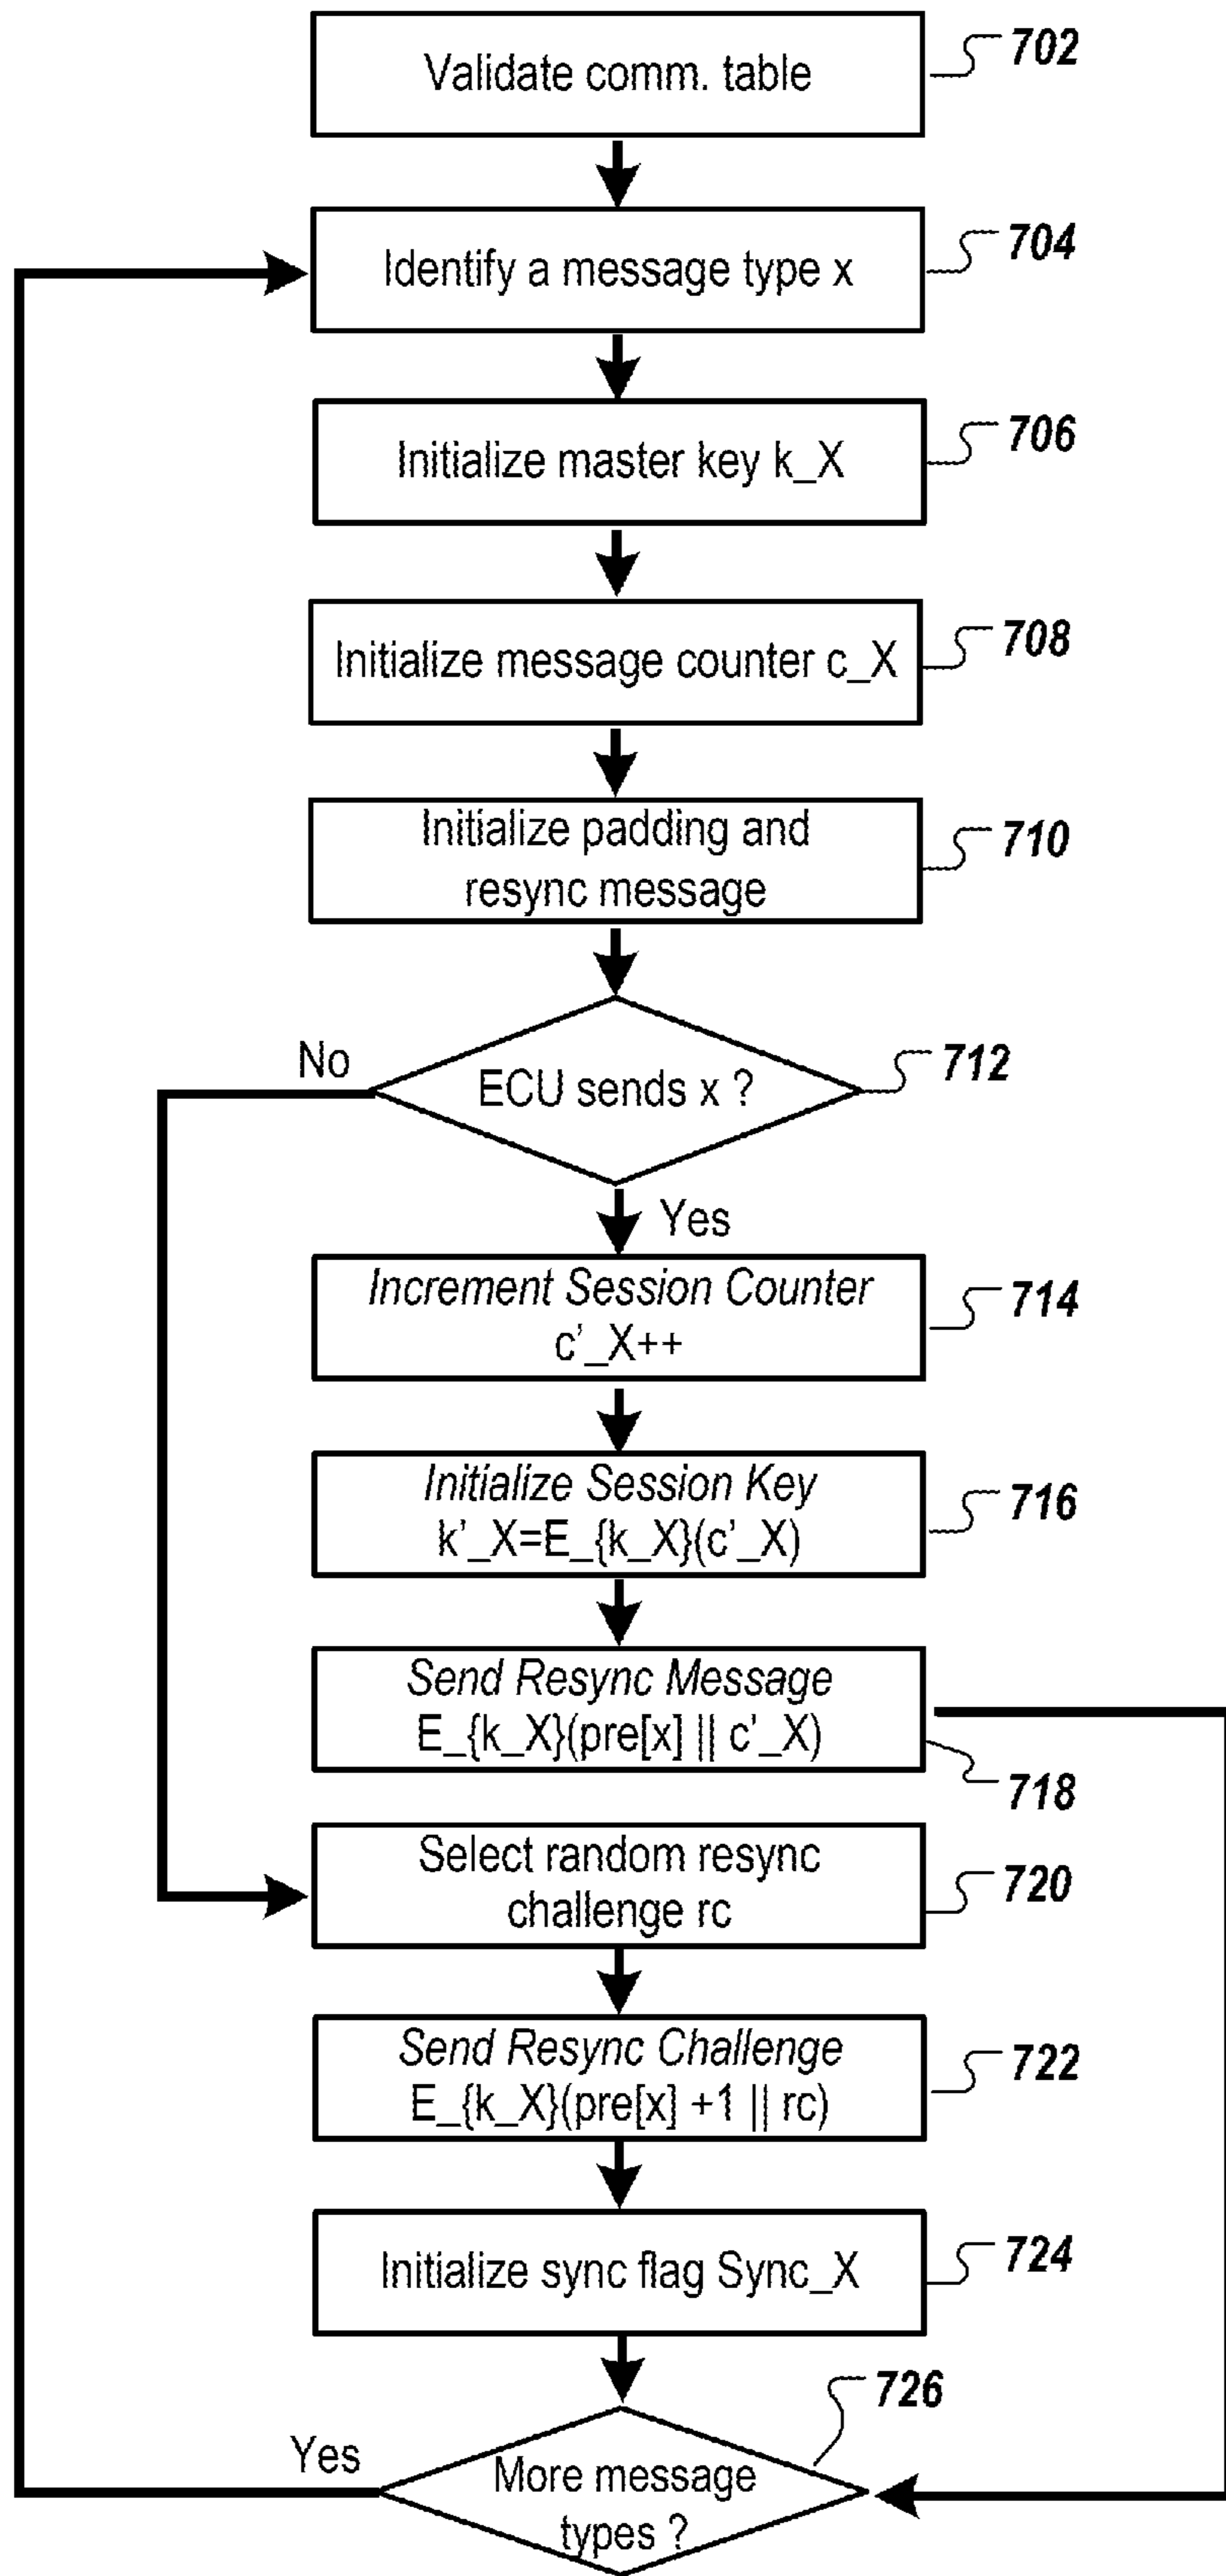 Validate comm. table
702
Identify a message type x
704
Initialize master key k_X
706
Initialize message counter c_X
708
Initialize padding and
resync message
710
ECU sends x ?
712
No
Yes
Increment Session Counter
c’_X++
714
Initialize Session Key
k’_X=E_{k_X}(c’_X)
716
Send Resync Message
E_{k_X}(pre[x] || c’_X)
718
Select random resync
challenge rc
720
Send Resync Challenge
E_{k_X}(pre[x] +1 || rc)
722
Initialize sync flag Sync_X
724
726
Yes
More message
types ?